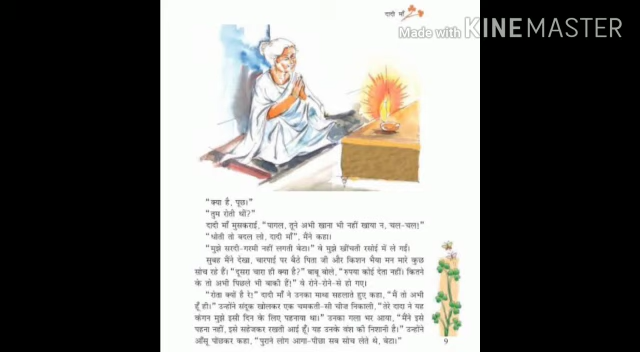 दादी माँ
Made with KINEMASTER
"क्या है, पूछ।"
"तुम रोती थीं?"
दादी माँ मुसकराईं, "पागल, तूने अभी खाना भी नहीं खाया न, चल-चल!"
"धोती तो बदल लो, दादी माँ", मैंने कहा।
"मुझे सरदी-गरमी नहीं लगती बेटा।" वे मुझे खींचती रसोई में ले गईं।
सुबह मैंने देखा, चारपाई पर बैठे पिता जी और किशन भैया मन मारे कुछ
सोच रहे हैं। "दूसरा चारा ही क्या है?" बाबू बोले, "रुपया कोई देता नहीं। कितने
के तो अभी पिछले भी बाकी हैं!" वे रोने-रोने-से हो गए।
"रोता क्यों है रे!" दादी माँ ने उनका माथा सहलाते हुए कहा, "मैं तो अभी
हूँ ही।" उन्होंने संदूक खोलकर एक चमकती-सी चीज निकाली, "तेरे दादा ने यह
कंगन मुझे इसी दिन के लिए पहनाया था।" उनका गला भर आया, "मैंने इसे
पहना नहीं, इसे सहेजकर रखती आई हूँ। यह उनके वंश की निशानी है।" उन्होंने
आँसू पोंछकर कहा, "पुराने लोग आगा-पीछा सब सोच लेते थे, बेटा।"
9